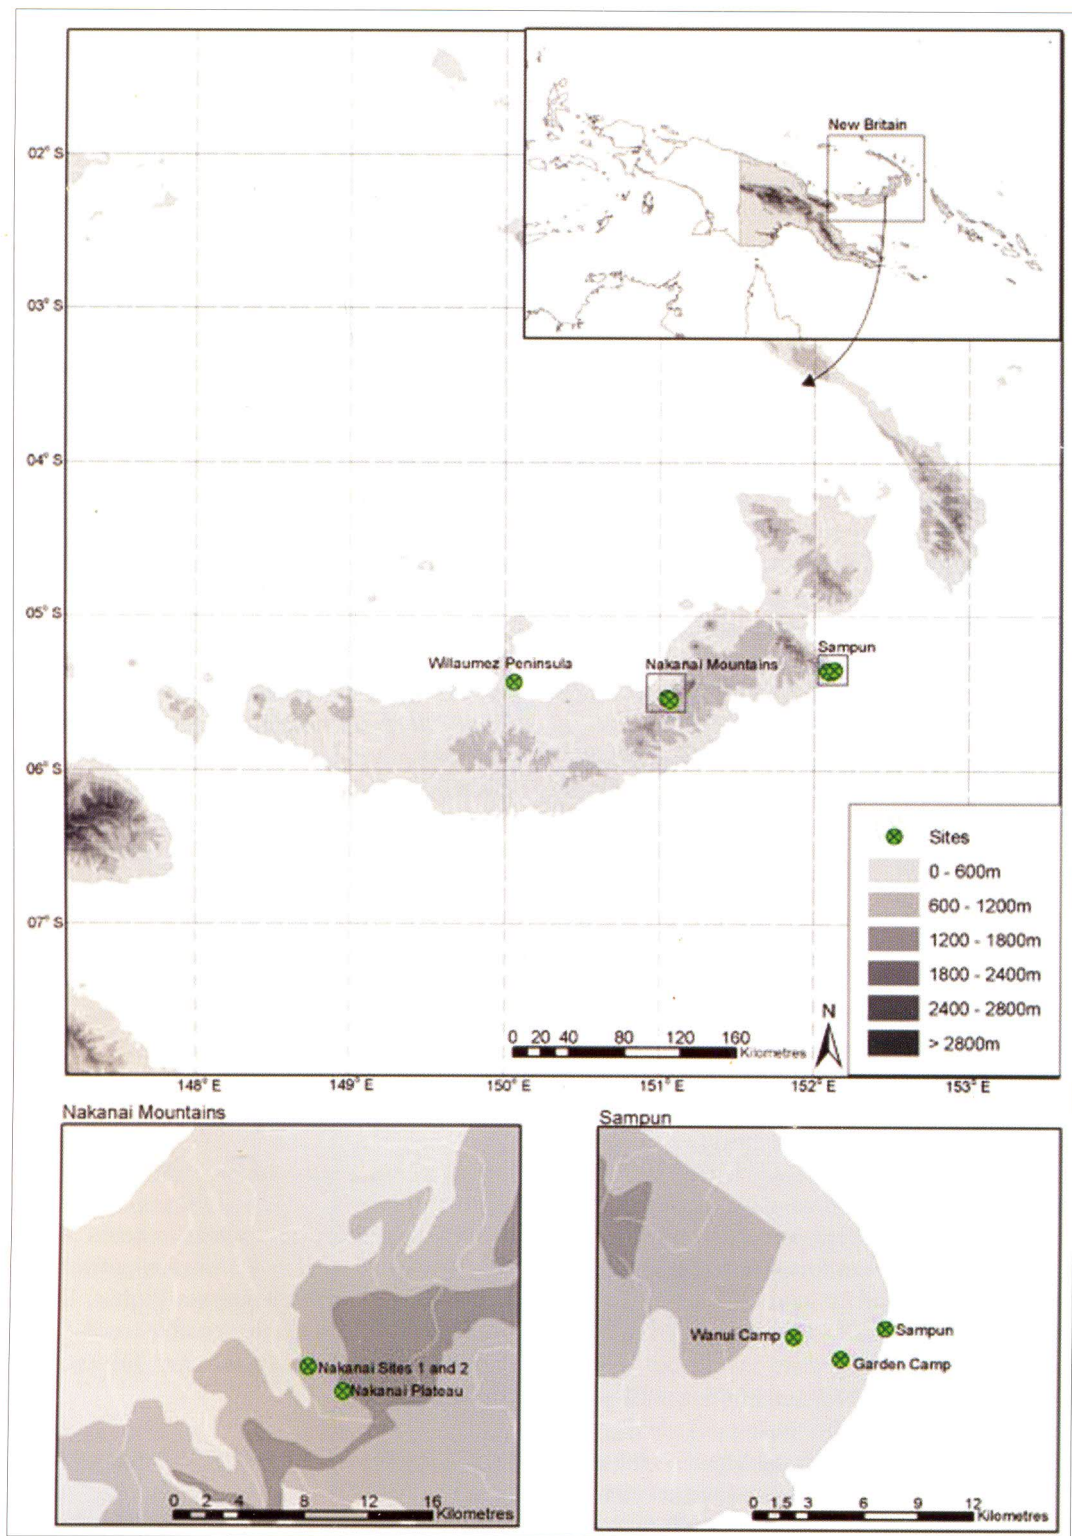 New Britain
02° S
03° S
04° S
05° S
06° S
07° S
Willaumez Peninsula
Nakanai Mountains
Sampun
Sites
0 - 600m
600 - 1200m
1200 - 1800m
1800 - 2400m
2400 - 2800m
> 2800m
N
0 20 40 80 120 160
Kilometres
148° E 149° E 150° E 151° E 152° E 153° E
Nakanai Mountains
Nakanai Sites 1 and 2
Nakanai Plateau
0 2 4 8 12 16
Kilometres
Sampun
Wanui Camp
Sampun
Garden Camp
0 1.5 3 6 9 12
Kilometres